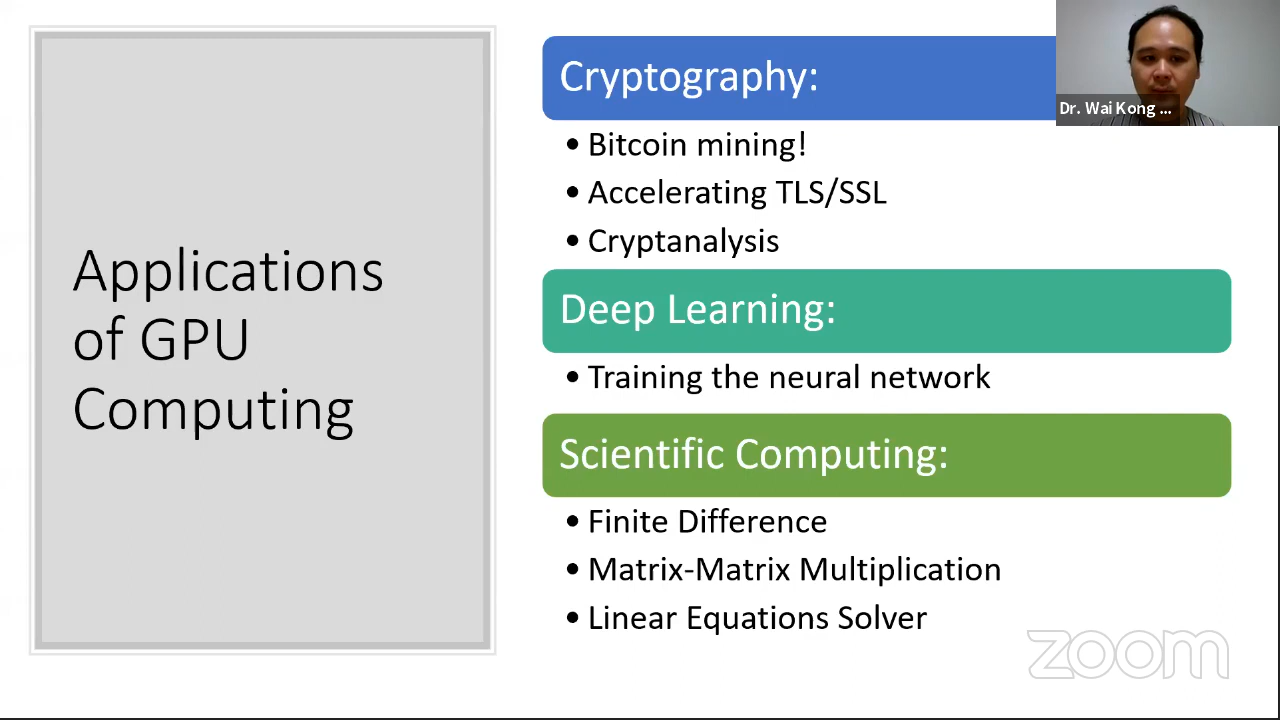 Applications
of GPU
Computing
Cryptography:
• Bitcoin mining!
• Accelerating TLS/SSL
• Cryptanalysis
Deep Learning:
• Training the neural network
Scientific Computing:
• Finite Difference
• Matrix-Matrix Multiplication
• Linear Equations Solver
Dr. Wai Kong ...
zoom